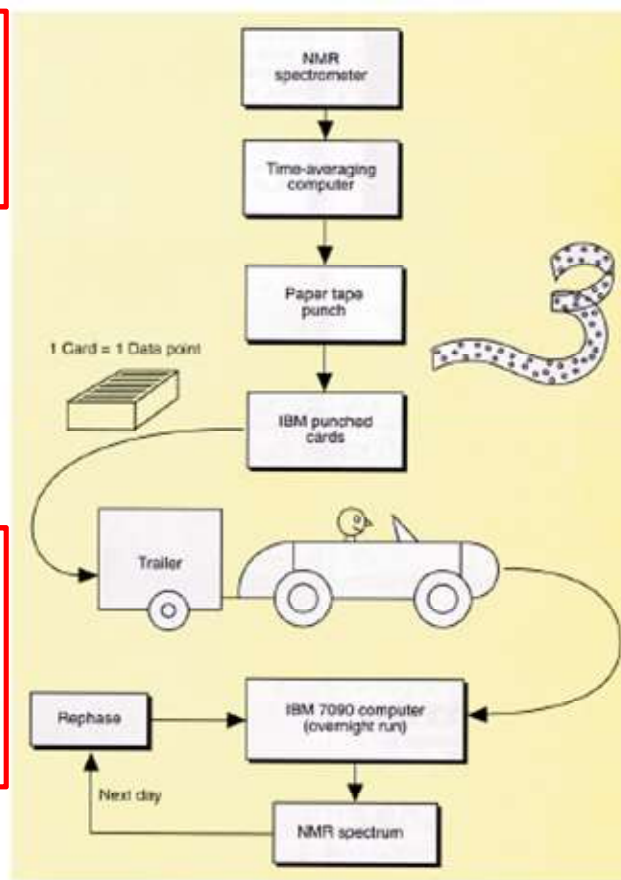 NMR
spectrometer
Time-averaging
computer
Paper tape
punch
1 Card = 1 Data point
IBM punched
cards
Trailer
IBM 7090 computer
(overnight run)
Rephase
Next day
NMR spectrum